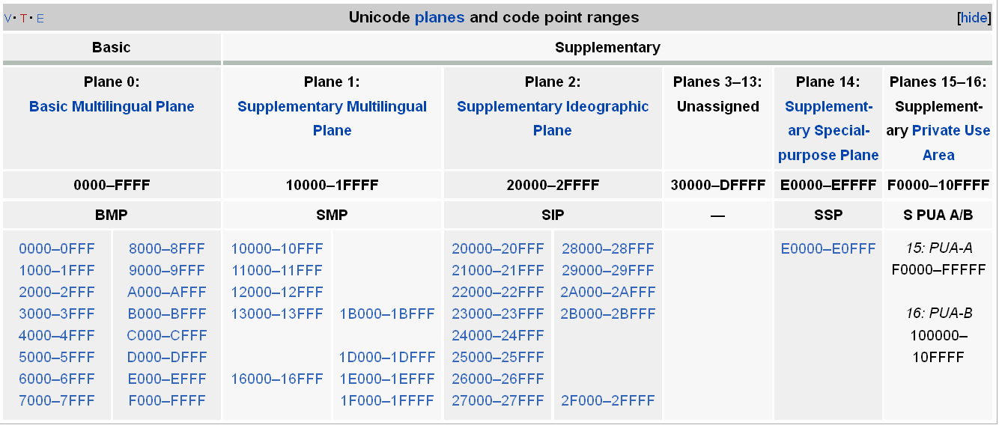 V · T · E Unicode planes and code point ranges [hide]
Basic Supplementary
Plane 0: Plane 1: Plane 2: Planes 3–13: Plane 14: Planes 15–16:
Basic Multilingual Plane Supplementary Multilingual Supplementary Ideographic Unassigned Supplement- Supplement-
Plane Plane ary Special- ary Private Use
purpose Plane Area
0000–FFFF 10000–1FFFF 20000–2FFFF 30000–DFFFF E0000–EFFFF F0000–10FFFF
BMP SMP SIP — SSP S PUA A/B
0000–0FFF 8000–8FFF 10000–10FFF 20000–20FFF 28000–28FFF E0000–E0FFF 15: PUA-A
1000–1FFF 9000–9FFF 11000–11FFF 21000–21FFF 29000–29FFF F0000–FFFFF
2000–2FFF A000–AFFF 12000–12FFF 22000–22FFF 2A000–2AFFF
3000–3FFF B000–BFFF 13000–13FFF 1B000–1BFFF 23000–23FFF 2B000–2BFFF 16: PUA-B
4000–4FFF C000–CFFF 24000–24FFF 100000–
5000–5FFF D000–DFFF 1D000–1DFFF 25000–25FFF 10FFFF
6000–6FFF E000–EFFF 16000–16FFF 1E000–1EFFF 26000–26FFF
7000–7FFF F000–FFFF 1F000–1FFFF 27000–27FFF 2F000–2FFFF